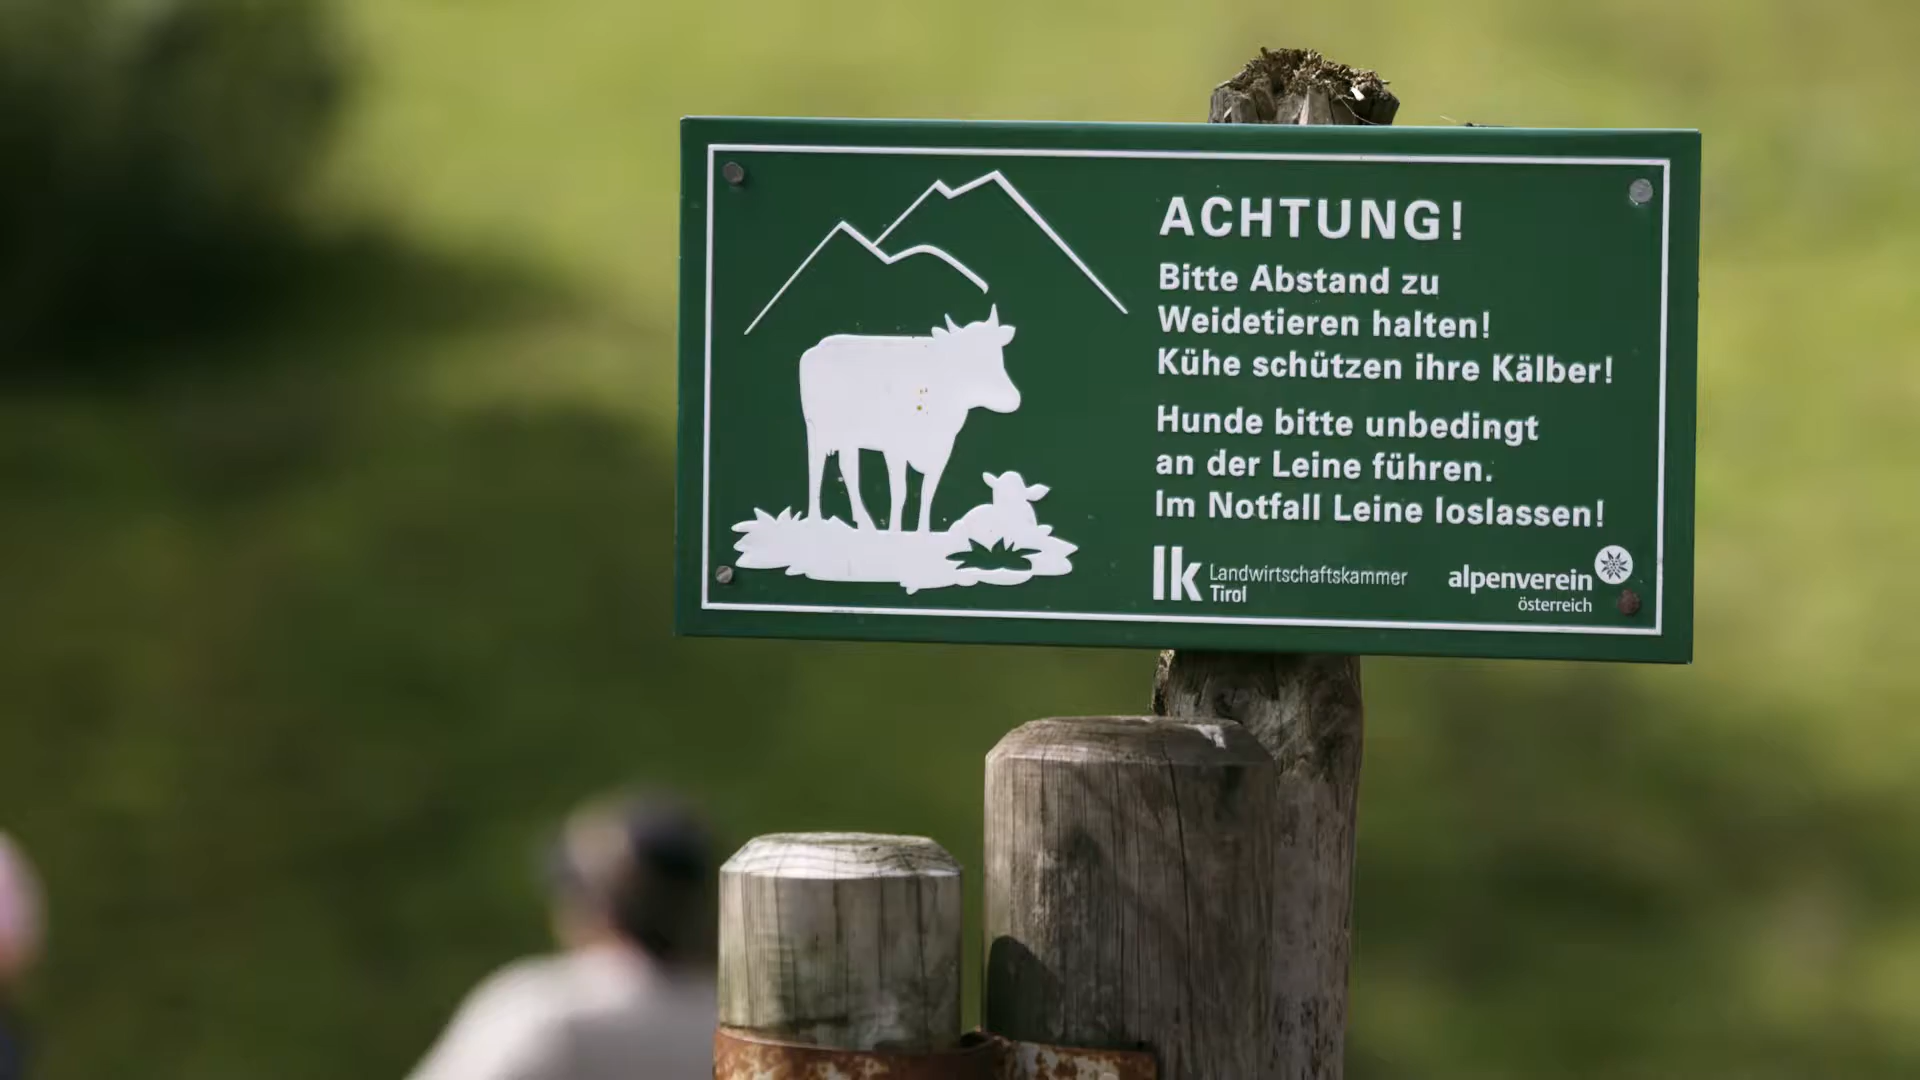 ACHTUNG!
Bitte Abstand zu
Weidetieren halten!
Kühe schützen ihre Kälber!
Hunde bitte unbedingt
an der Leine führen.
Im Notfall Leine loslassen!
lk Landwirtschaftskammer
Tirol
alpenverein
österreich